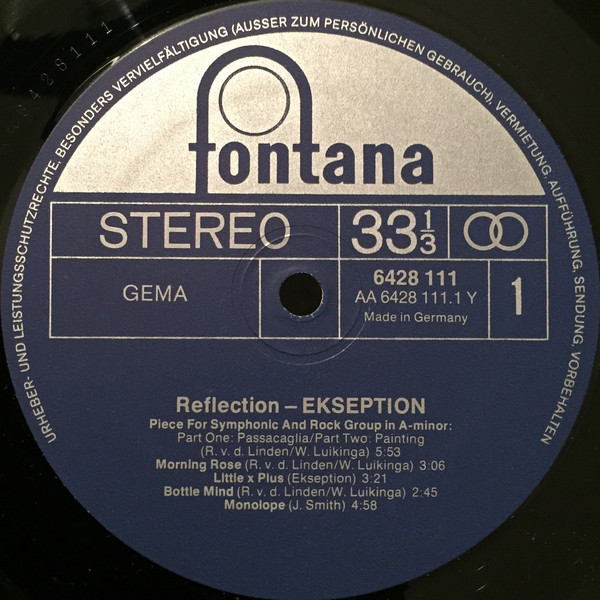 URHEBER- UND LEISTUNGSSCHUTZRECHTE, BESONDERS VERVIELFÄLTIGUNG (AUSSER ZUM PERSÖNLICHEN GEBRAUCH), VERMIETUNG, AUFFÜHRUNG, SENDUNG, VORBEHALTEN
fontana
STEREO
33 1/3
GEMA
6428 111
AA 6428 111.1 Y
Made in Germany
1
Reflection – EKSEPTION
Piece For Symphonic And Rock Group in A-minor:
Part One: Passacaglia/Part Two: Painting
(R. v. d. Linden/W. Luikinga) 5:53
Morning Rose (R. v. d. Linden/W. Luikinga) 3:06
Little x Plus (Ekseption) 3:21
Bottle Mind (R. v. d. Linden/W. Luikinga) 2:45
Monolope (J. Smith) 4:58